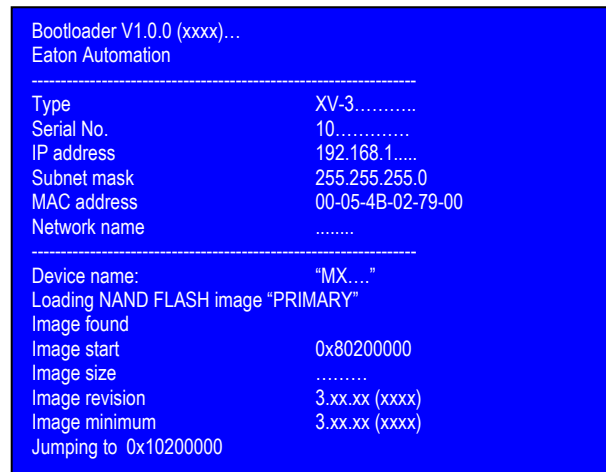 Bootloader V1.0.0 (xxxx)…
Eaton Automation
------------------------------------------------------------------
Type XV-3………..
Serial No. 10………….
IP address 192.168.1.....
Subnet mask 255.255.255.0
MAC address 00-05-4B-02-79-00
Network name ........
------------------------------------------------------------------
Device name: “MX….”
Loading NAND FLASH image “PRIMARY”
Image found
Image start 0x80200000
Image size ………
Image revision 3.xx.xx (xxxx)
Image minimum 3.xx.xx (xxxx)
Jumping to 0x10200000